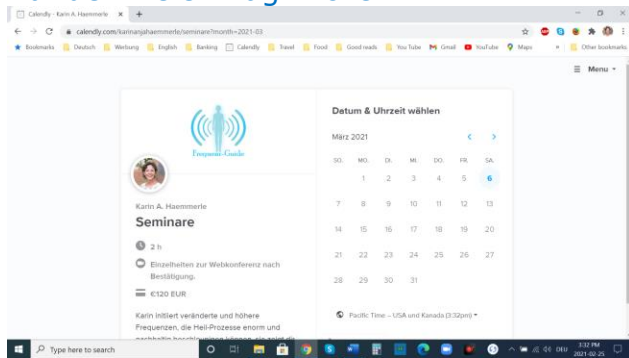 Calendly - Karin A. Haemmerle
calendly.com/karinanjahaemmerle/seminare?month=2021-03
Bookmarks Deutsch Werbung English Banking Calendly Travel Food Good reads You Tube Gmail YouTube Maps » Other bookmarks
Menu
Frequenz-Guide
Karin A. Haemmerle
Seminare
2 h
Einzelheiten zur Webkonferenz nach
Bestätigung.
€120 EUR
Karin initiiert veränderte und höhere
Frequenzen, die Heil-Prozesse enorm und
Datum & Uhrzeit wählen
März 2021
SO. MO. DI. MI. DO. FR. SA.
1 2 3 4 5 6
7 8 9 10 11 12 13
14 15 16 17 18 19 20
21 22 23 24 25 26 27
28 29 30 31
Pacific Time – USA und Kanada (3:32pm)
Type here to search
DEU
3:32 PM
2021-02-25